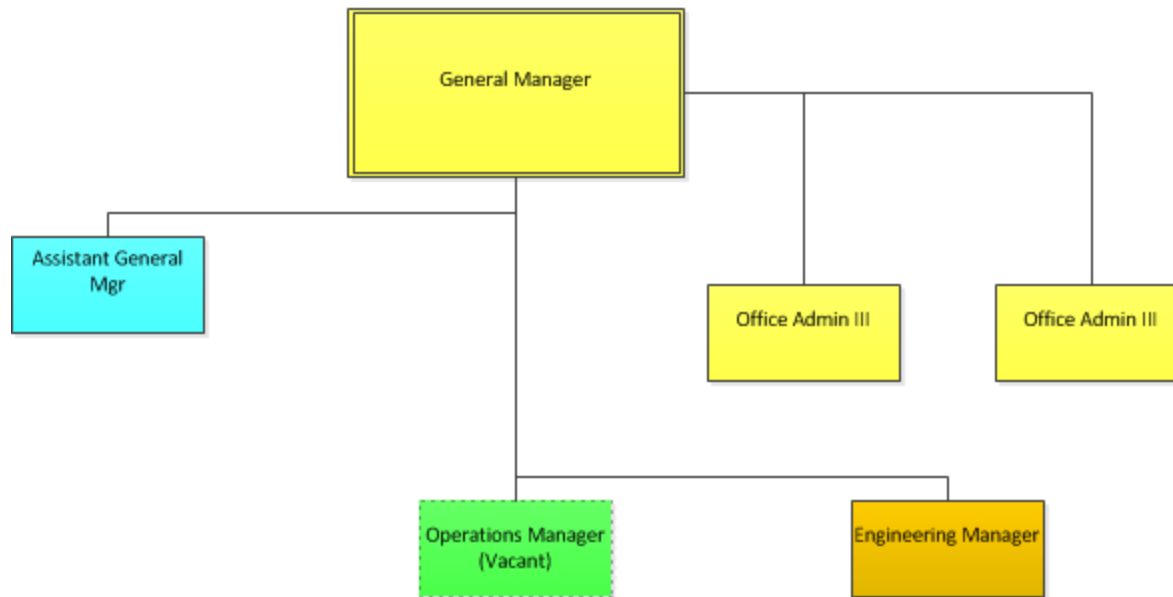 General Manager
Assistant General
Mgr
Office Admin III
Office Admin III
Operations Manager
(Vacant)
Engineering Manager